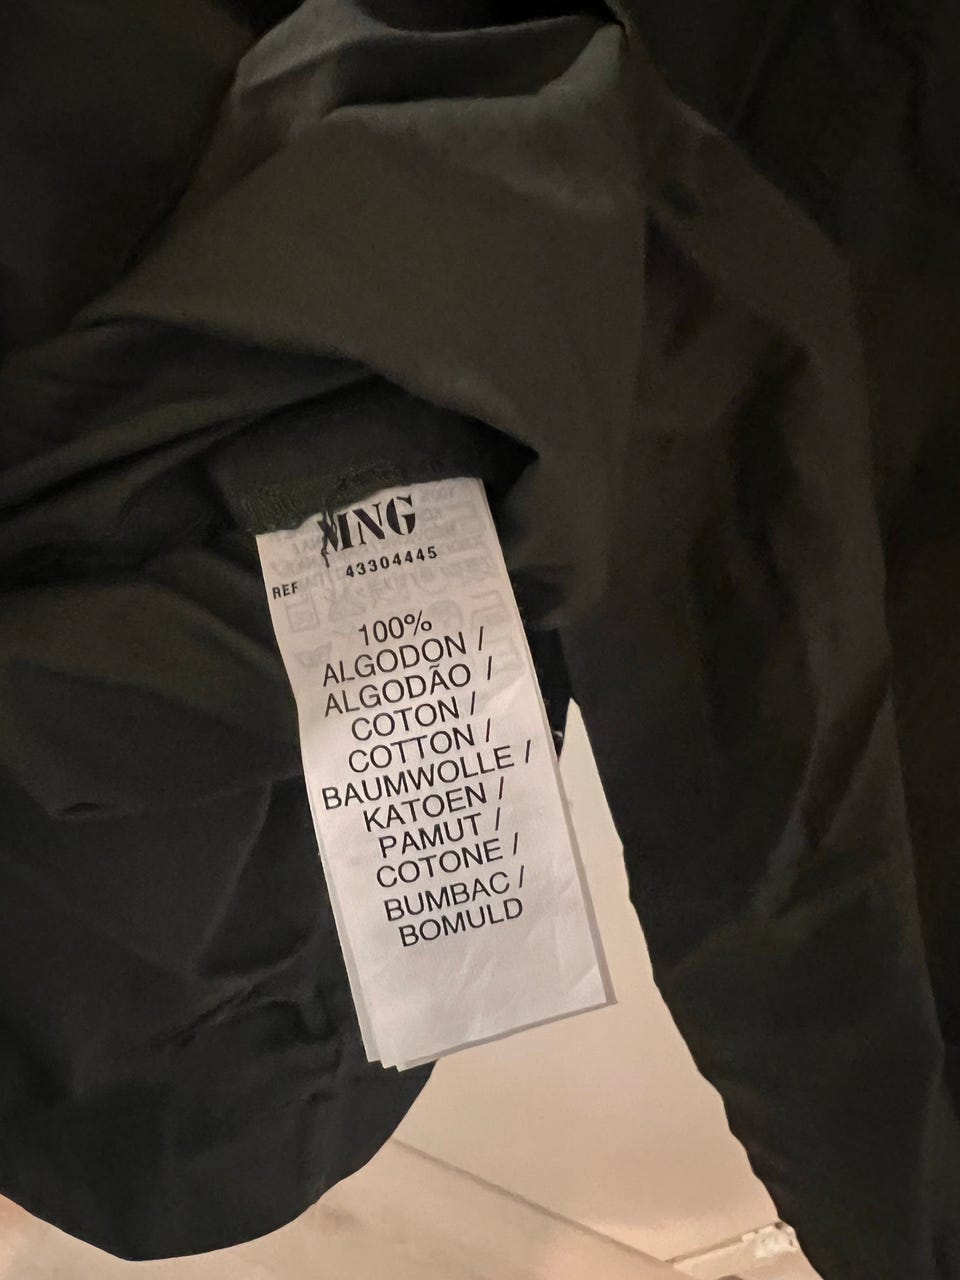 MNG
REF 43304445
100%
ALGODON /
ALGODÃO /
COTON /
COTTON /
BAUMWOLLE /
KATOEN /
PAMUT /
COTONE /
BUMBAC /
BOMULD